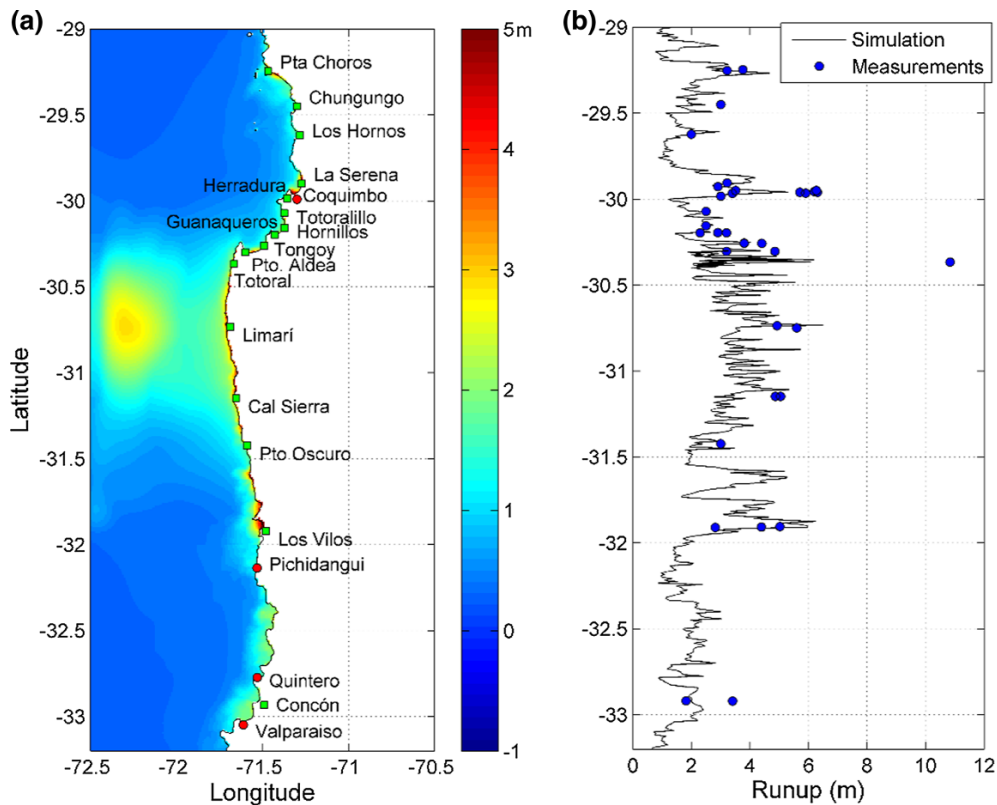 (a)
-29
-29.5
-30
-30.5
-31
-31.5
-32
-32.5
-33
Latitude
-72.5
-72
-71.5
-71
-70.5
Longitude
Pta Choros
Chungungo
Los Hornos
La Serena
Herradura
Coquimbo
Totoralillo
Guanaqueros
Hornillos
Tongoy
Pto. Aldea
Totoral
Limarí
Cal Sierra
Pto Oscuro
Los Vilos
Pichidangui
Quintero
Concón
Valparaiso
5m
4
3
2
1
0
-1
(b)
Simulation
Measurements
-29
-29.5
-30
-30.5
-31
-31.5
-32
-32.5
-33
0
2
4
6
8
10
12
Runup (m)